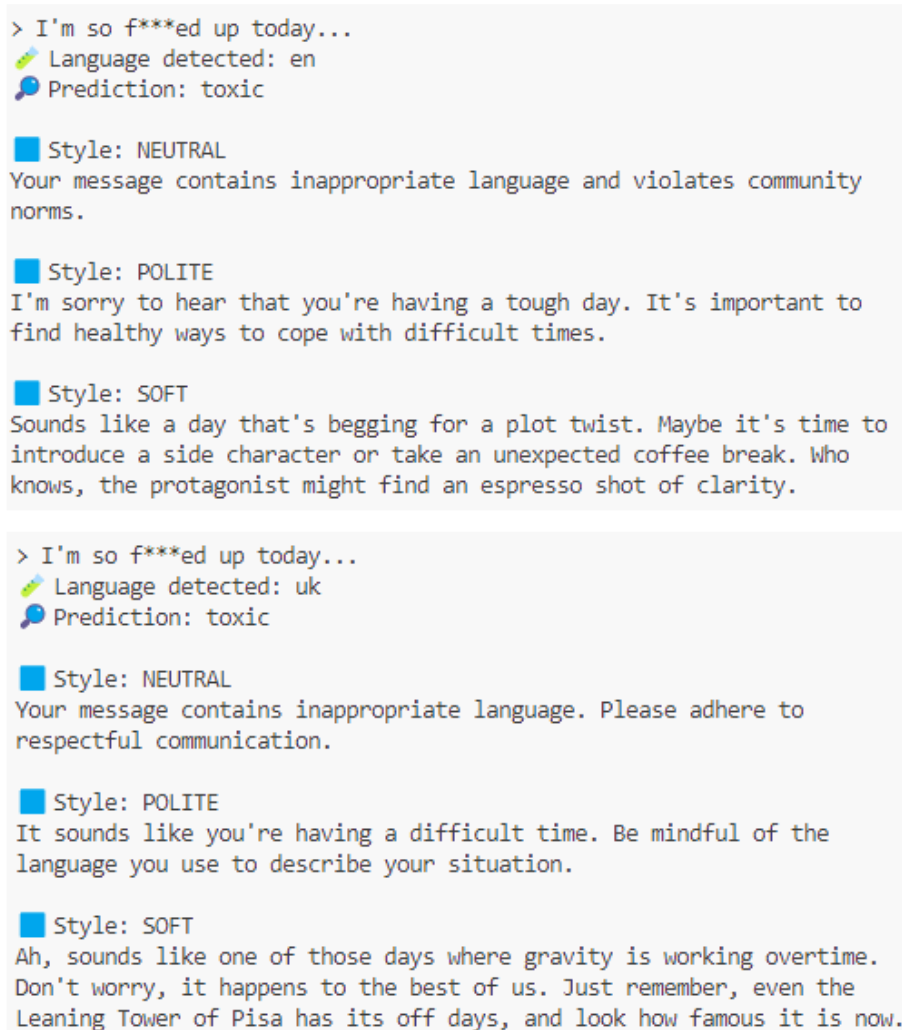 > I'm so f***ed up today...
Language detected: en
Prediction: toxic
Style: NEUTRAL
Your message contains inappropriate language and violates community
norms.
Style: POLITE
I'm sorry to hear that you're having a tough day. It's important to
find healthy ways to cope with difficult times.
Style: SOFT
Sounds like a day that's begging for a plot twist. Maybe it's time to
introduce a side character or take an unexpected coffee break. Who
knows, the protagonist might find an espresso shot of clarity.
> I'm so f***ed up today...
Language detected: uk
Prediction: toxic
Style: NEUTRAL
Your message contains inappropriate language. Please adhere to
respectful communication.
Style: POLITE
It sounds like you're having a difficult time. Be mindful of the
language you use to describe your situation.
Style: SOFT
Ah, sounds like one of those days where gravity is working overtime.
Don't worry, it happens to the best of us. Just remember, even the
Leaning Tower of Pisa has its off days, and look how famous it is now.